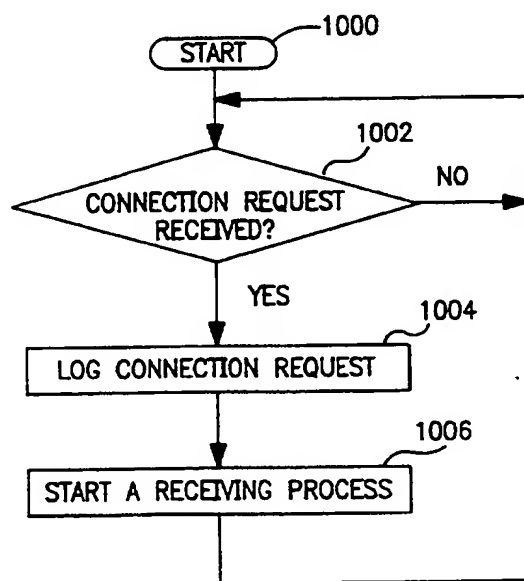 1000
START
1002
CONNECTION REQUEST
RECEIVED?
NO
YES
1004
LOG CONNECTION REQUEST
1006
START A RECEIVING PROCESS